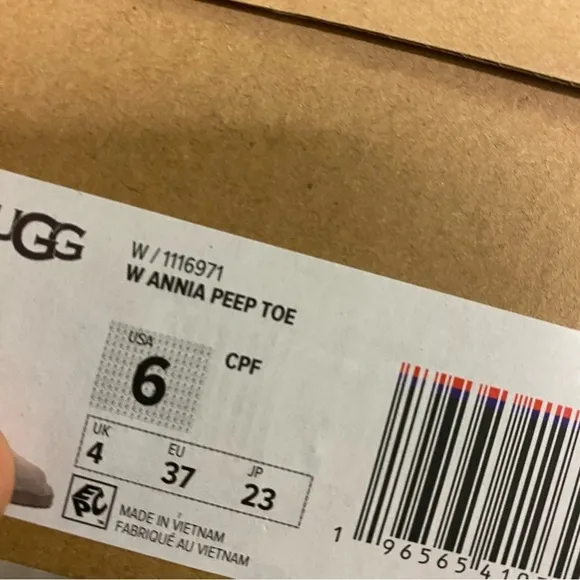 UGG
W / 1116971
W ANNIA PEEP TOE
USA
6
CPF
UK
4
EU
37
JP
23
MADE IN VIETNAM
FABRIQUÉ AU VIETNAM
1 96565 41